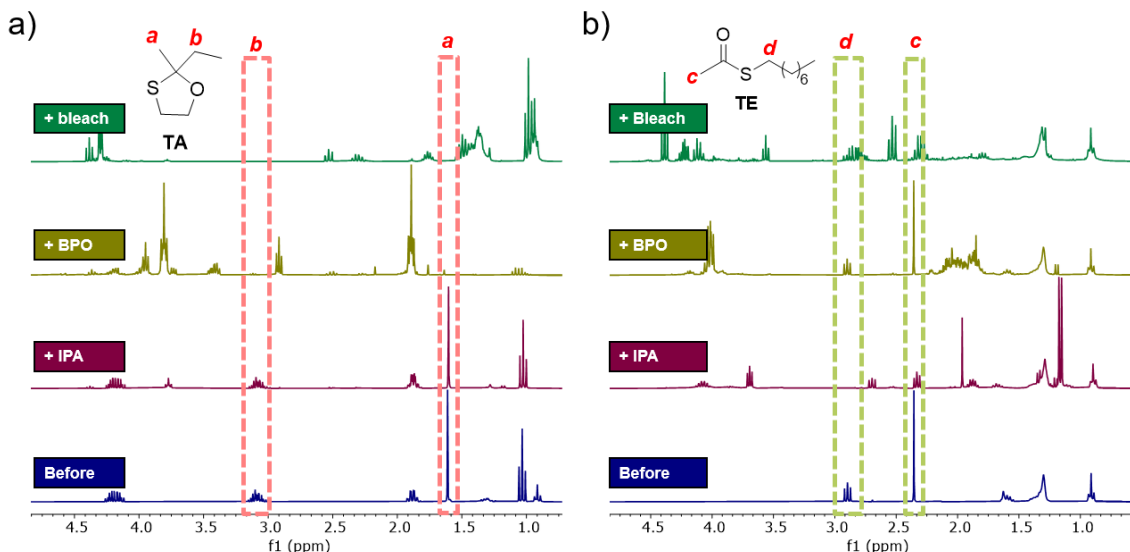 a)
a b
S O
TA
b
a
+ bleach
+ BPO
+ IPA
Before
4.5 4.0 3.5 3.0 2.5 2.0 1.5 1.0
f1 (ppm)
b)
O
d
c
S
6
TE
d
c
+ Bleach
+ BPO
+ IPA
Before
4.5 4.0 3.5 3.0 2.5 2.0 1.5 1.0
f1 (ppm)